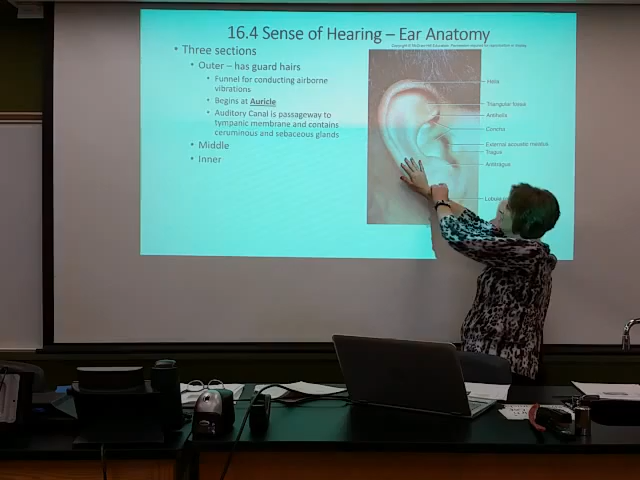 16.4 Sense of Hearing – Ear Anatomy
• Three sections
• Outer – has guard hairs
• Funnel for conducting airborne
vibrations
• Begins at Auricle
• Auditory Canal is passageway to
tympanic membrane and contains
ceruminous and sebaceous glands
• Middle
• Inner
Helix
Triangular fossa
Antihelix
Concha
External acoustic meatus
Tragus
Antitragus
Lobule